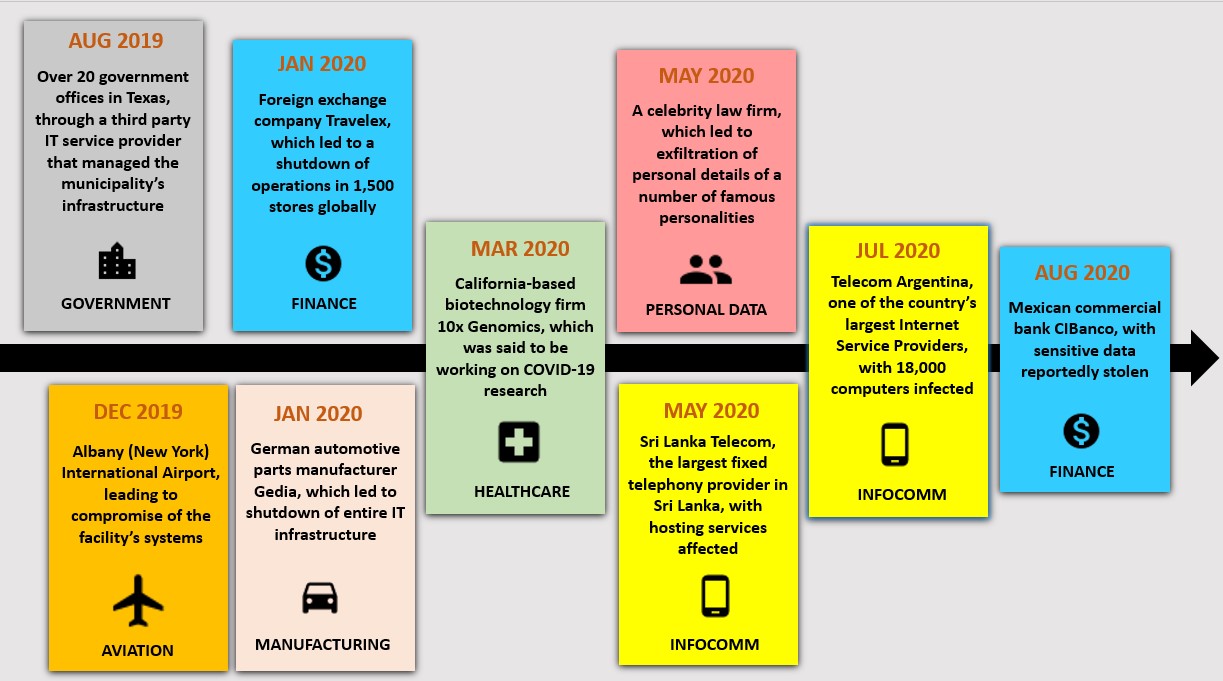 AUG 2019
Over 20 government
offices in Texas,
through a third party
IT service provider
that managed the
municipality's
infrastructure
GOVERNMENT
DEC 2019
Albany (New York)
International Airport,
leading to
compromise of the
facility's systems
AVIATION
JAN 2020
Foreign exchange
company Travelex,
which led to a
shutdown of
operations in 1,500
stores globally
FINANCE
JAN 2020
German automotive
parts manufacturer
Gedia, which led to
shutdown of entire IT
infrastructure
MANUFACTURING
MAR 2020
California-based
biotechnology firm
10x Genomics, which
was said to be
working on COVID-19
research
HEALTHCARE
MAY 2020
A celebrity law firm,
which led to
exfiltration of
personal details of a
number of famous
personalities
PERSONAL DATA
MAY 2020
Sri Lanka Telecom,
the largest fixed
telephony provider in
Sri Lanka, with
hosting services
affected
INFOCOMM
JUL 2020
Telecom Argentina,
one of the country's
largest Internet
Service Providers,
with 18,000
computers infected
INFOCOMM
AUG 2020
Mexican commercial
bank CIBanco, with
sensitive data
reportedly stolen
FINANCE